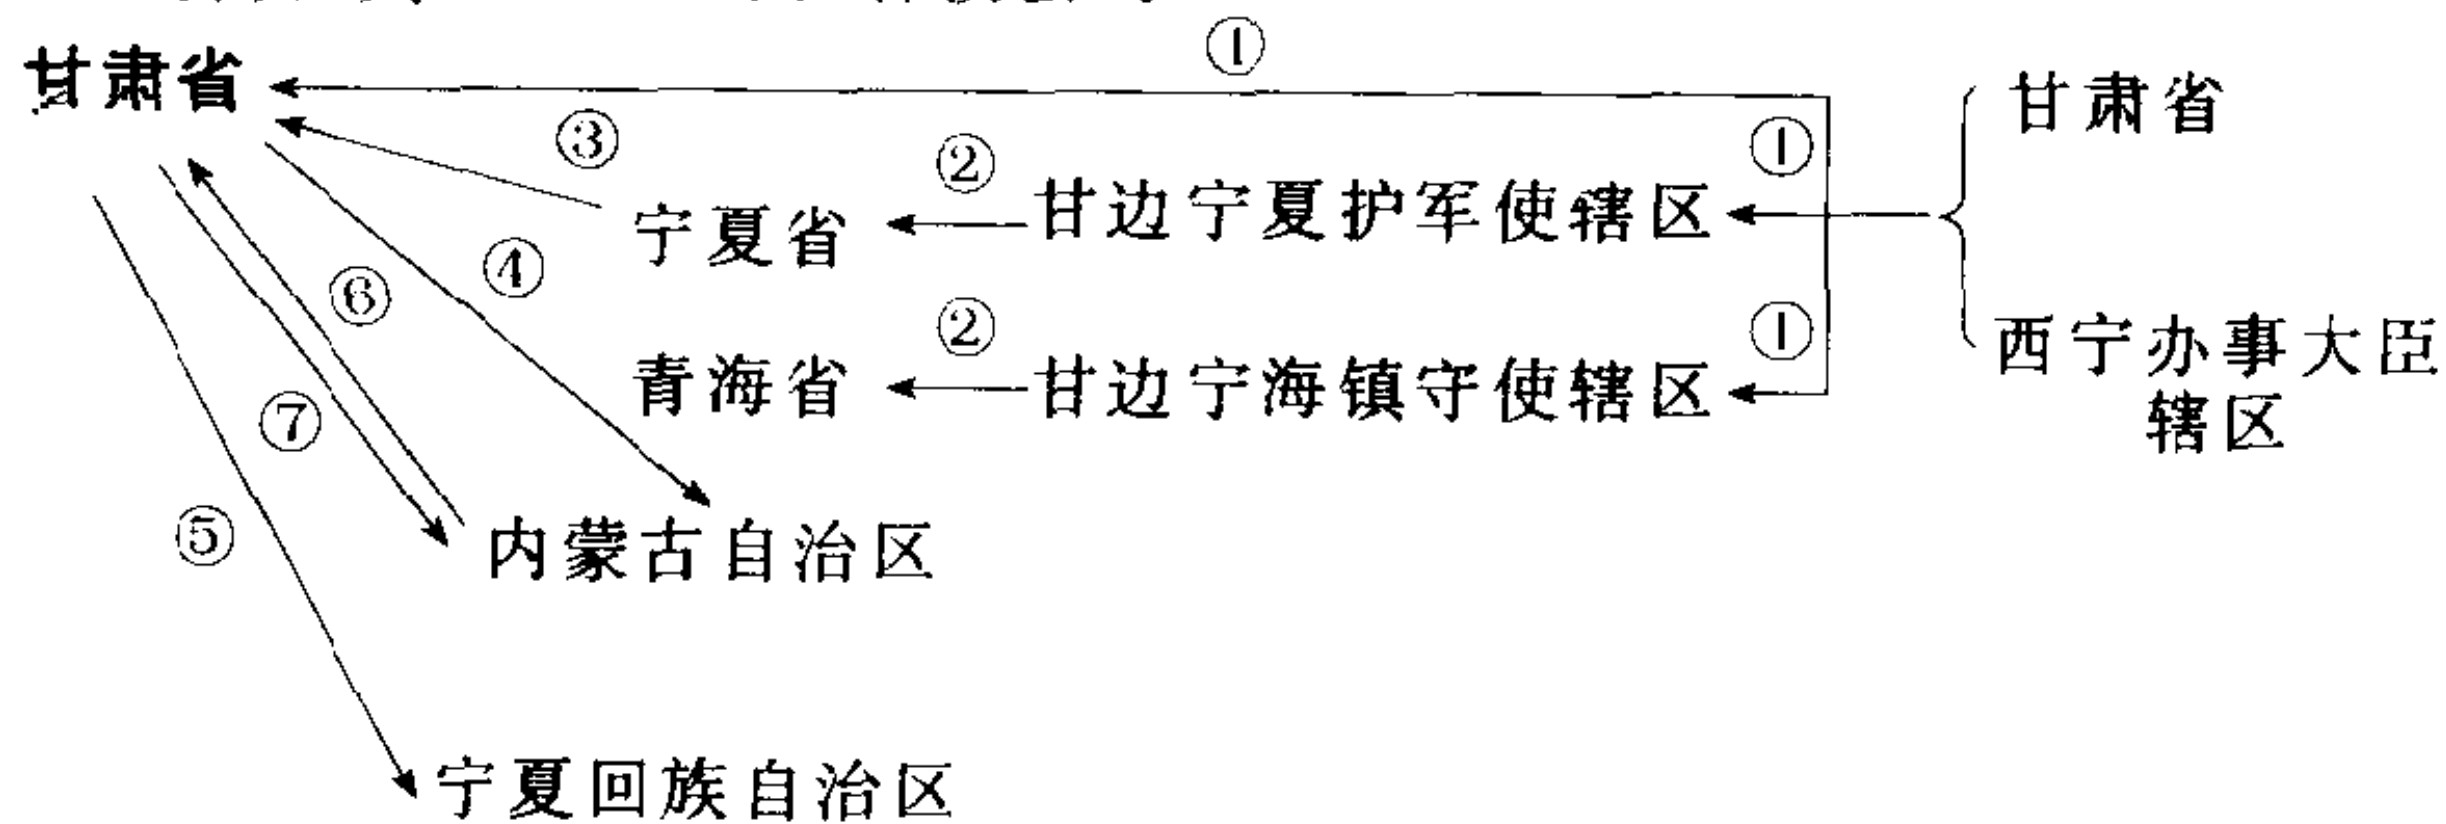 ①
甘肃省
甘肃省
③
②
①
甘边宁夏护军使辖区
宁夏省
④
⑥
②
①
西宁办事大臣
辖区
青海省
甘边宁海镇守使辖区
⑦
⑤
内蒙古自治区
宁夏回族自治区